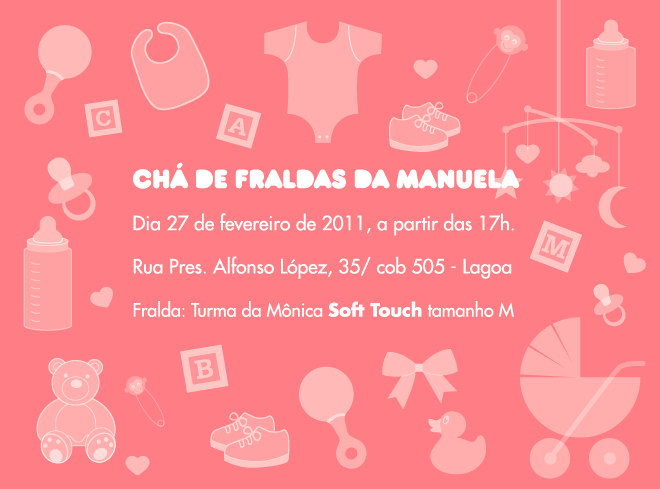 C
A
CHÁ DE FRALDAS DA MANUELA
Dia 27 de fevereiro de 2011, a partir das 17h.
M
Rua Pres. Alfonso López, 35/ cob 505 - Lagoa
Fralda: Turma da Mônica Soft Touch tamanho M
B